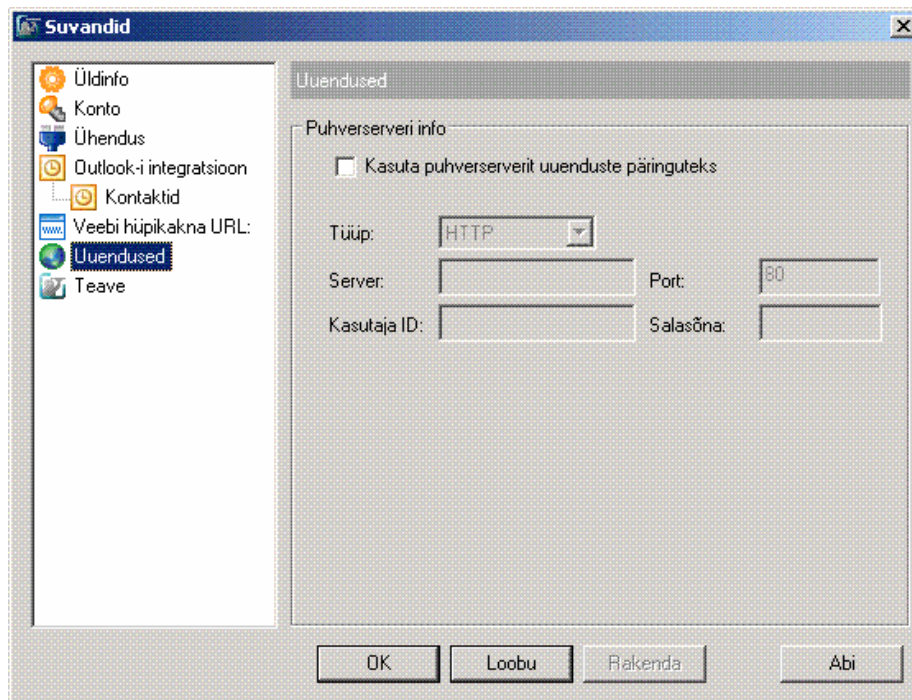 Suvandid
Üldinfo
Konto
Ühendus
Outlook-i integratsioon
Kontaktid
Veebi hüpikakna URL:
Uuendused
Teave
Uuendused
Puhverserveri info
Kasuta puhverserverit uuenduste päringuteks
Tüüp: HTTP
Server: Port: 80
Kasutaja ID: Salasõna:
OK Loobu Rakenda Abi